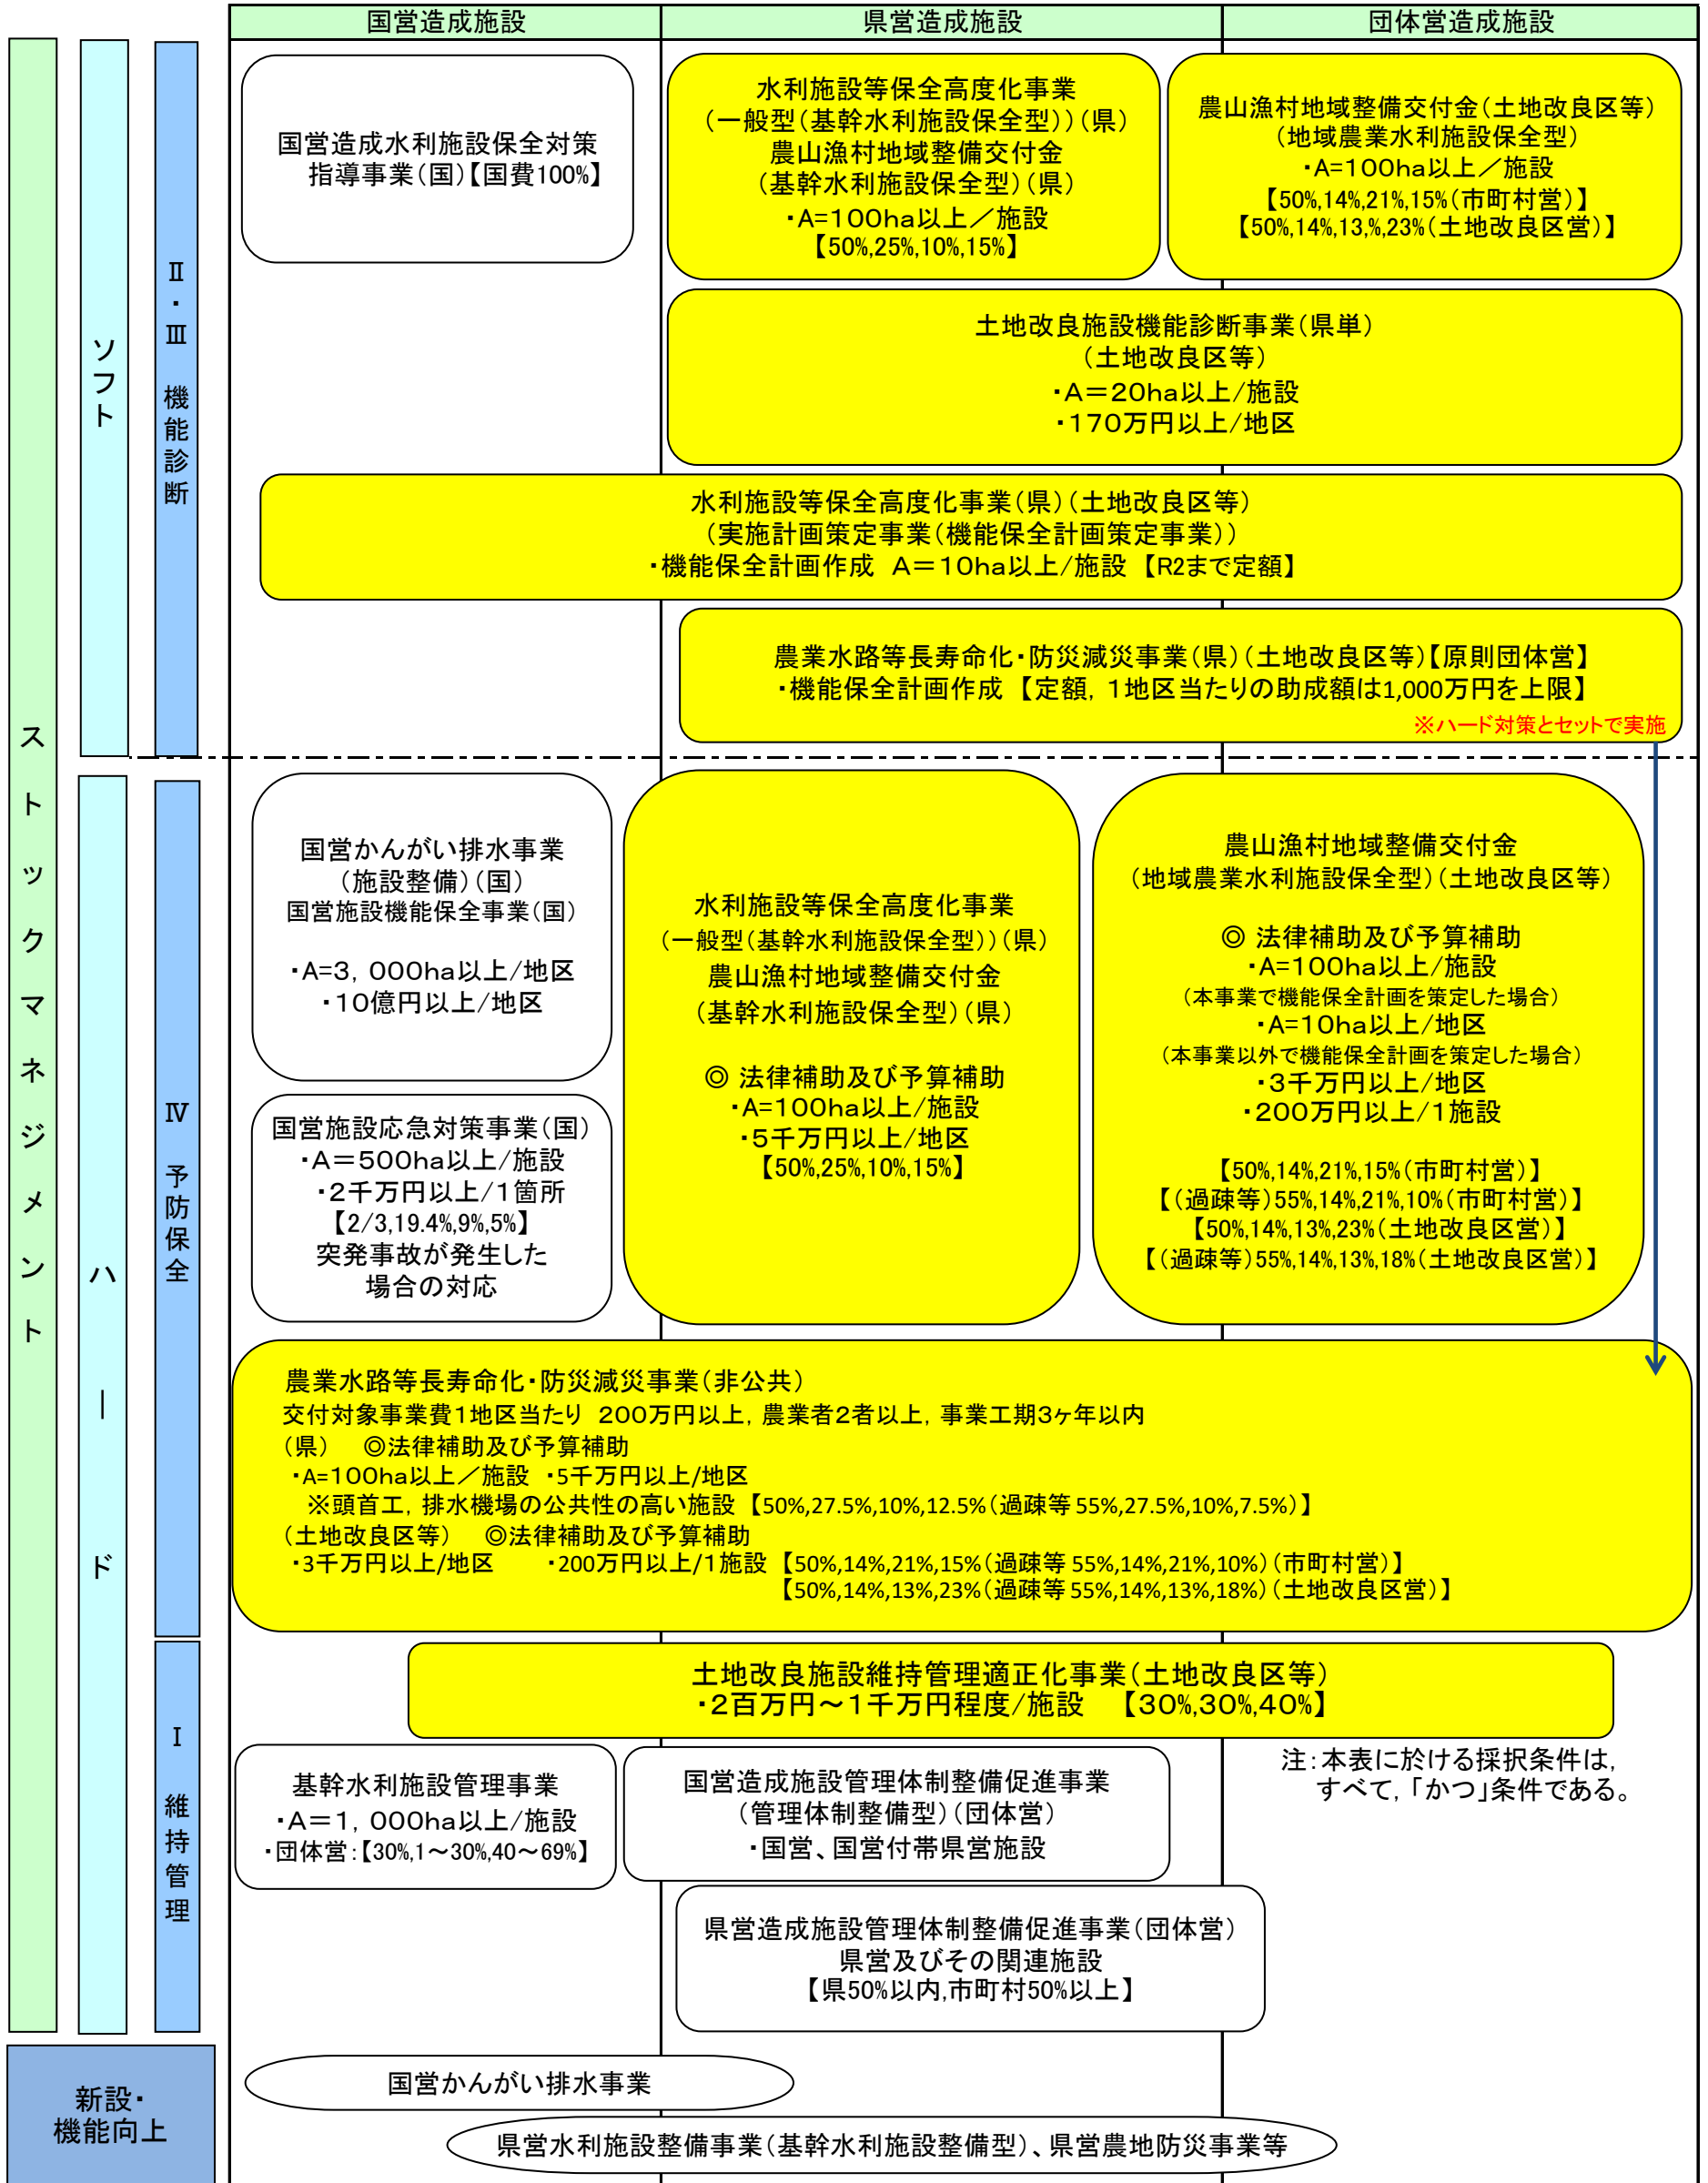 国営造成施設
県営造成施設
団体営造成施設
ストックマネジメント
ソフト
Ⅱ・Ⅲ 機能診断
国営造成水利施設保全対策
指導事業(国)【国費100%】
水利施設等保全高度化事業
(一般型(基幹水利施設保全型))(県)
農山漁村地域整備交付金
(基幹水利施設保全型)(県)
・A=100ha以上/施設
【50%,25%,10%,15%】
農山漁村地域整備交付金(土地改良区等)
(地域農業水利施設保全型)
・A=100ha以上/施設
【50%,14%,21%,15%(市町村営)】
【50%,14%,13,%,23%(土地改良区営)】
土地改良施設機能診断事業(県単)
(土地改良区等)
・A=20ha以上/施設
・170万円以上/地区
水利施設等保全高度化事業(県)(土地改良区等)
(実施計画策定事業(機能保全計画策定事業))
・機能保全計画作成 A=10ha以上/施設 【R2まで定額】
農業水路等長寿命化・防災減災事業(県)(土地改良区等)【原則団体営】
・機能保全計画作成 【定額, 1地区当たりの助成額は1,000万円を上限】
※ハード対策とセットで実施
ハード
Ⅳ 予防保全
国営かんがい排水事業
(施設整備)(国)
国営施設機能保全事業(国)
・A=3, 000ha以上/地区
・10億円以上/地区
国営施設応急対策事業(国)
・A=500ha以上/施設
・2千万円以上/1箇所
【2/3,19.4%,9%,5%】
突発事故が発生した
場合の対応
水利施設等保全高度化事業
(一般型(基幹水利施設保全型))(県)
農山漁村地域整備交付金
(基幹水利施設保全型)(県)
◎ 法律補助及び予算補助
・A=100ha以上/施設
・5千万円以上/地区
【50%,25%,10%,15%】
農山漁村地域整備交付金
(地域農業水利施設保全型)(土地改良区等)
◎ 法律補助及び予算補助
・A=100ha以上/施設
(本事業で機能保全計画を策定した場合)
・A=10ha以上/地区
(本事業以外で機能保全計画を策定した場合)
・3千万円以上/地区
・200万円以上/1施設
【50%,14%,21%,15%(市町村営)】
【(過疎等)55%,14%,21%,10%(市町村営)】
【50%,14%,13%,23%(土地改良区営)】
【(過疎等)55%,14%,13%,18%(土地改良区営)】
農業水路等長寿命化・防災減災事業(非公共)
交付対象事業費1地区当たり 200万円以上, 農業者2者以上, 事業工期3ヶ年以内
(県) ◎法律補助及び予算補助
・A=100ha以上/施設 ・5千万円以上/地区
※頭首工, 排水機場の公共性の高い施設 【50%,27.5%,10%,12.5%(過疎等 55%,27.5%,10%,7.5%)】
(土地改良区等) ◎法律補助及び予算補助
・3千万円以上/地区 ・200万円以上/1施設 【50%,14%,21%,15%(過疎等 55%,14%,21%,10%)(市町村営)】
【50%,14%,13%,23%(過疎等 55%,14%,13%,18%)(土地改良区営)】
Ⅰ 維持管理
土地改良施設維持管理適正化事業(土地改良区等)
・2百万円~1千万円程度/施設 【30%,30%,40%】
基幹水利施設管理事業
・A=1, 000ha以上/施設
・団体営:【30%,1~30%,40~69%】
国営造成施設管理体制整備促進事業
(管理体制整備型)(団体営)
・国営、国営付帯県営施設
注:本表に於ける採択条件は,
すべて, 「かつ」条件である。
県営造成施設管理体制整備促進事業(団体営)
県営及びその関連施設
【県50%以内,市町村50%以上】
新設・
機能向上
国営かんがい排水事業
県営水利施設整備事業(基幹水利施設整備型)、県営農地防災事業等